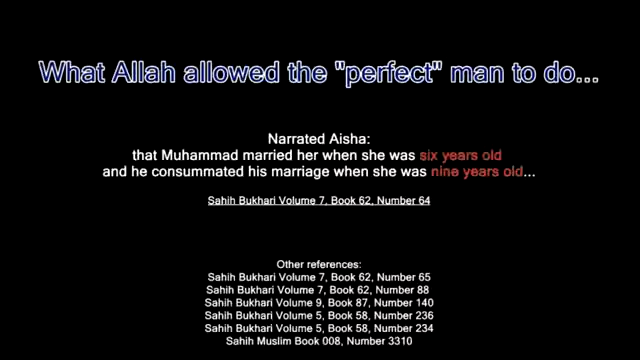 What Allah allowed the "perfect" man to do...
Narrated Aisha:
that Muhammad married her when she was six years old
and he consummated his marriage when she was nine years old...
Sahih Bukhari Volume 7, Book 62, Number 64
Other references:
Sahih Bukhari Volume 7, Book 62, Number 65
Sahih Bukhari Volume 7, Book 62, Number 88
Sahih Bukhari Volume 9, Book 87, Number 140
Sahih Bukhari Volume 5, Book 58, Number 236
Sahih Bukhari Volume 5, Book 58, Number 234
Sahih Muslim Book 008, Number 3310